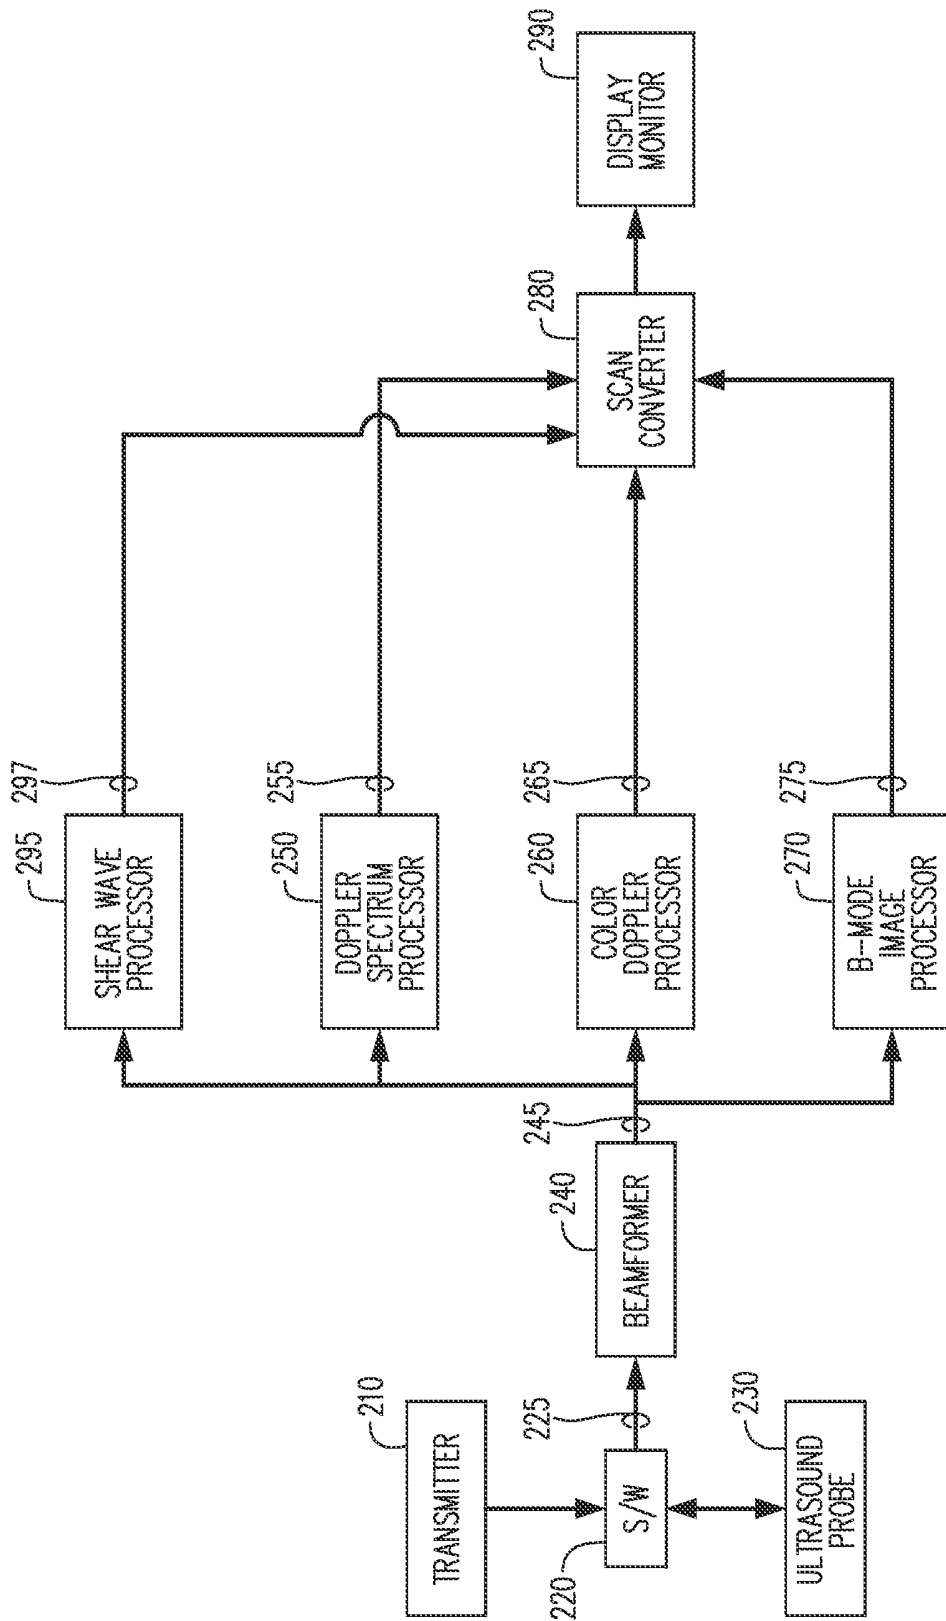 210
TRANSMITTER
220
S/W
225
230
ULTRASOUND
PROBE
240
BEAMFORMER
245
295
SHEAR WAVE
PROCESSOR
297
250
DOPPLER
SPECTRUM
PROCESSOR
255
260
COLOR
DOPPLER
PROCESSOR
265
270
B-MODE
IMAGE
PROCESSOR
275
280
SCAN
CONVERTER
290
DISPLAY
MONITOR